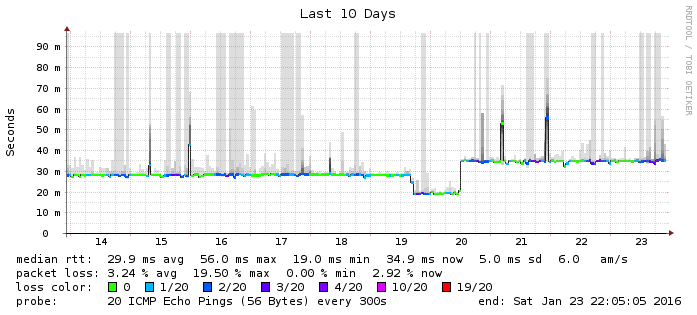 Last 10 Days
RRDTOOL / TOBI OETIKER
Seconds
90 m
80 m
70 m
60 m
50 m
40 m
30 m
20 m
10 m
0
14 15 16 17 18 19 20 21 22 23
median rtt: 29.9 ms avg 56.0 ms max 19.0 ms min 34.9 ms now 5.0 ms sd 6.0 am/s
packet loss: 3.24 % avg 19.50 % max 0.00 % min 2.92 % now
loss color: 0 1/20 2/20 3/20 4/20 10/20 19/20
probe: 20 ICMP Echo Pings (56 Bytes) every 300s end: Sat Jan 23 22:05:05 2016